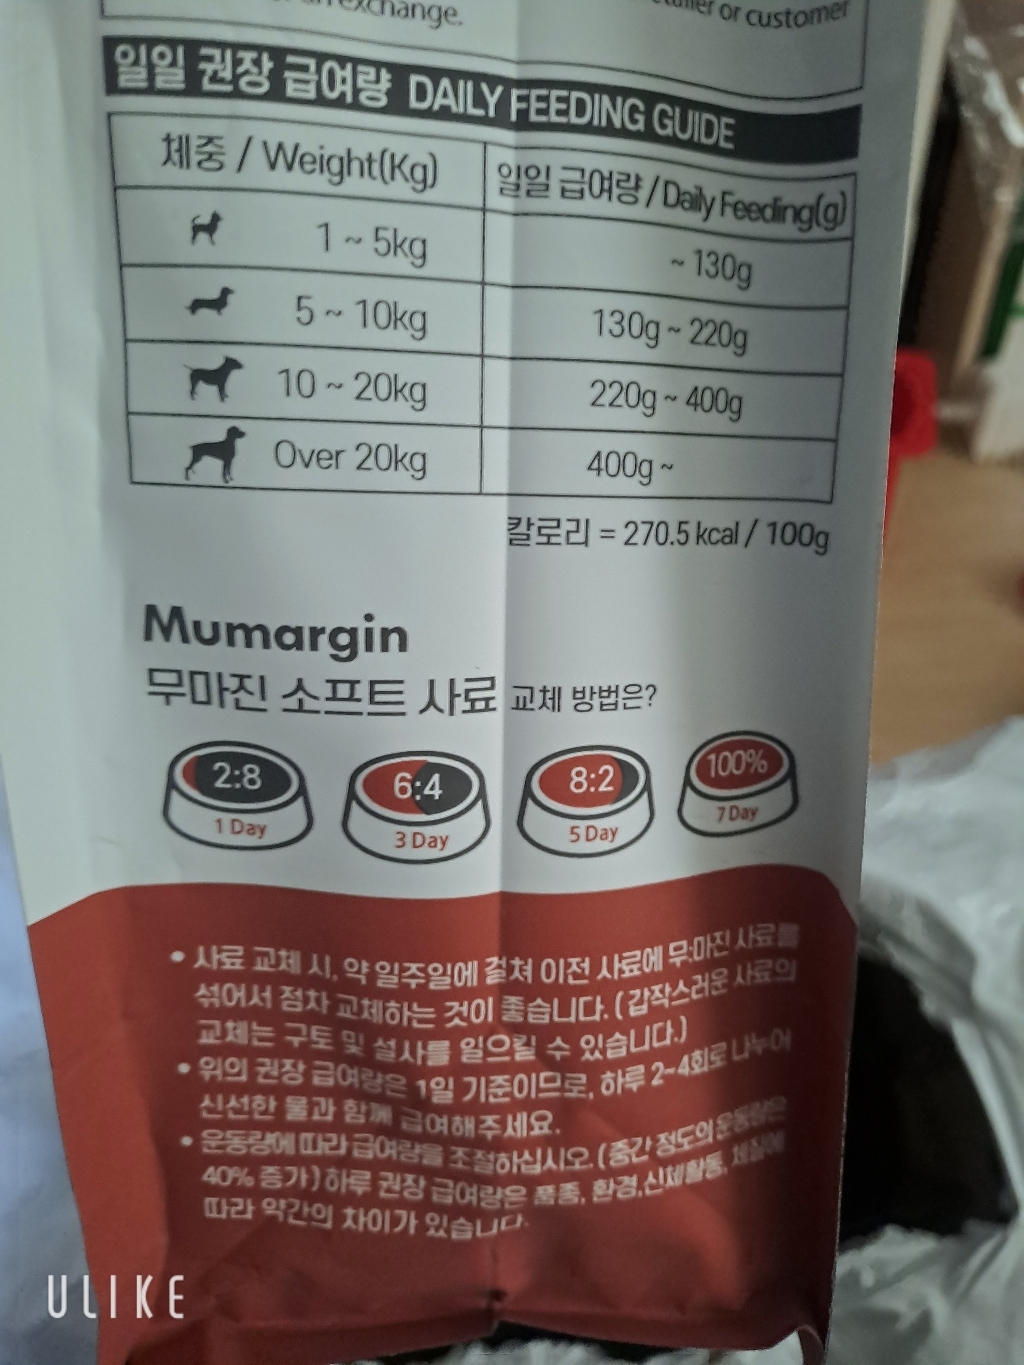 exchange.
or customer
일일 권장 급여량 DAILY FEEDING GUIDE
체중 / Weight(Kg) 일일 급여량 / Daily Feeding(g)
1 ~ 5kg ~ 130g
5 ~ 10kg 130g ~ 220g
10 ~ 20kg 220g ~ 400g
Over 20kg 400g ~
칼로리 = 270.5 kcal / 100g
Mumargin
무마진 소프트 사료 교체 방법은?
2:8 6:4 8:2 100%
1 Day 3 Day 5 Day 7 Day
• 사료 교체 시, 약 일주일에 걸쳐 이전 사료에 무:마진 사료를
섞어서 점차 교체하는 것이 좋습니다. ( 갑작스러운 사료의
교체는 구토 및 설사를 일으킬 수 있습니다.)
• 위의 권장 급여량은 1일 기준이므로, 하루 2~4회로 나누어
신선한 물과 함께 급여해주세요.
• 운동량에 따라 급여량을 조절하십시오. (중간 정도의 운동량은
40% 증가) 하루 권장 급여량은 품종, 환경,신체활동, 체질에
따라 약간의 차이가 있습니다.
ULIKE